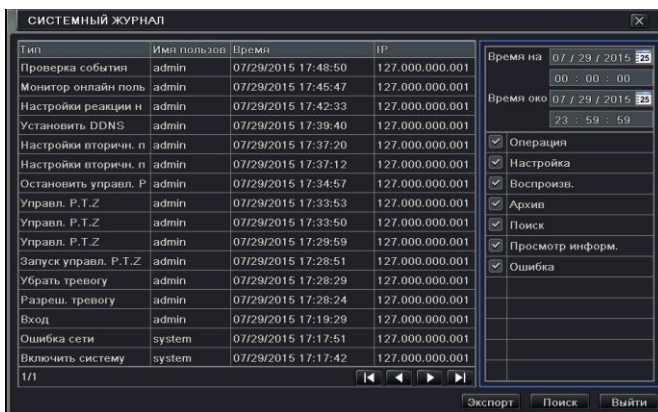 СИСТЕМНЫЙ ЖУРНАЛ
Тип Имя пользов Время IP
Проверка события admin 07/29/2015 17:48:50 127.000.000.001
Монитор онлайн поль admin 07/29/2015 17:45:47 127.000.000.001
Настройки реакции н admin 07/29/2015 17:42:33 127.000.000.001
Установить DDNS admin 07/29/2015 17:39:40 127.000.000.001
Настройки вторичн. п admin 07/29/2015 17:37:20 127.000.000.001
Настройки вторичн. п admin 07/29/2015 17:37:12 127.000.000.001
Остановить управл. P admin 07/29/2015 17:34:57 127.000.000.001
Управл. P.T.Z admin 07/29/2015 17:33:53 127.000.000.001
Управл. P.T.Z admin 07/29/2015 17:33:50 127.000.000.001
Управл. P.T.Z admin 07/29/2015 17:29:59 127.000.000.001
Запуск управл. P.T.Z admin 07/29/2015 17:28:51 127.000.000.001
Убрать тревогу admin 07/29/2015 17:28:29 127.000.000.001
Разреш. тревогу admin 07/29/2015 17:28:24 127.000.000.001
Вход admin 07/29/2015 17:19:29 127.000.000.001
Ошибка сети system 07/29/2015 17:17:51 127.000.000.001
Включить систему system 07/29/2015 17:17:42 127.000.000.001
1/1
Время на 07 / 29 / 2015 25
00 : 00 : 00
Время око 07 / 29 / 2015 25
23 : 59 : 59
Операция
Настройка
Воспроизв.
Архив
Поиск
Просмотр информ.
Ошибка
Экспорт Поиск Выйти